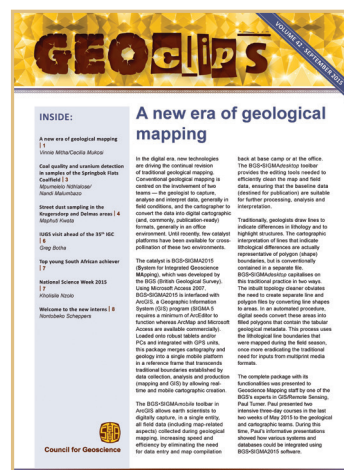 VOLUME 42 - SEPTEMBER 2015
GEOclips
INSIDE:
A new era of geological mapping
| 1
Vinnie Mitha/Cecilia Mukosi
Coal quality and uranium detection
in samples of the Springbok Flats
Coalfield | 3
Mpumelelo Ndhlalose/
Nandi Malumbazo
Street dust sampling in the
Krugersdorp and Delmas areas | 4
Maphuti Kwata
IUGS visit ahead of the 35th IGC
| 6
Greg Botha
Top young South African achiever
| 7
National Science Week 2015
| 7
Kholisile Nzolo
Welcome to the new interns | 8
Nontobeko Scheppers
Council for Geoscience
A new era of geological
mapping
In the digital era, new technologies
are driving the continual revision
of traditional geological mapping.
Conventional geological mapping is
centred on the involvement of two
teams — the geologist to capture,
analyse and interpret data, generally in
field conditions, and the cartographer to
convert the data into digital cartographic
(and, commonly, publication-ready)
formats, generally in an office
environment. Until recently, few coastal
platforms have been available for cross-
pollination of these two environments.
The catalyst is BGS•SIGMA2015
(System for Integrated Geoscience
MApping), which was developed by
the BGS (British Geological Survey).
Using Microsoft Access 2007,
BGS•SIGMA2015 is interfaced with
ArcGIS, a Geographic Information
System (GIS) program (SIGMA 5
requires a minimum of ArcEditor to
function whereas ArcMap and Microsoft
Access are available commercially).
Loaded onto robust tablets and/or
PCs and integrated with GPS units,
this package merges cartography and
geology into a single mobile platform
in a reference frame that transcends
traditional boundaries established by
data collection, analysis and production
(mapping and GIS) by allowing real-
time and mobile cartographic creation.
The BGS•SIGMAmobile toolbar in
ArcGIS allows earth scientists to
digitally capture, in a single entity,
all field data (including map-related
aspects) collected during geological
mapping, increasing speed and
efficiency by eliminating the need
for data entry and map compilation
back at base camp or at the office.
The BGS•SIGMAdesktop toolbar
provides the editing tools needed to
efficiently clean the map and field
data, ensuring that the baseline data
(destined for publication) are suitable
for further processing, analysis and
interpretation.
Traditionally, geologists draw lines to
indicate differences in lithology and to
highlight structures. The cartographic
interpretation of lines that indicate
lithological differences are actually
representative of polygon (shape)
boundaries, but is conventionally
contained in a separate file.
BGS•SIGMAdesktop capitalises on
this traditional practice in two ways.
The inbuilt topology cleaner obviates
the need to create separate line and
polygon files by converting line shapes
to areas. In an automated procedure,
digital seeds convert these areas into
filled polygons that contain the tabular
geological metadata. This process uses
the lithological boundary lines that
were mapped during the field season,
once more eradicating the traditional
need for inputs from multiprint media
formats.
The complete package with its
functionalities was presented to
Geoscience Mapping staff by one of the
BGS's experts in GIS/Remote Sensing,
Paul Turner. Paul presented two
intensive three-day courses in the last
two weeks of May 2015 to the geological
and cartographic teams. During this
time, Paul's informative presentations
showed how various systems and
databases could be integrated using
BGS•SIGMA2015 software.